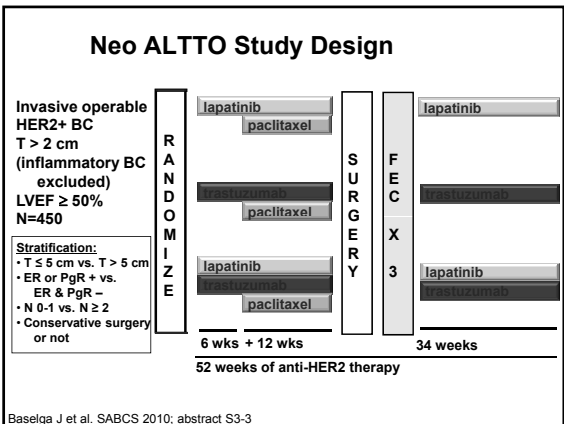 Neo ALTTO Study Design
Invasive operable
HER2+ BC
T > 2 cm
(inflammatory BC
excluded)
LVEF ≥ 50%
N=450
Stratification:
• T ≤ 5 cm vs. T > 5 cm
• ER or PgR + vs.
ER & PgR –
• N 0-1 vs. N ≥ 2
• Conservative surgery
or not
RANDOMIZE
lapatinib
paclitaxel
trastuzumab
paclitaxel
lapatinib
trastuzumab
paclitaxel
SURGERY
FEC X 3
lapatinib
trastuzumab
lapatinib
trastuzumab
6 wks + 12 wks
34 weeks
52 weeks of anti-HER2 therapy
Baselga J et al. SABCS 2010; abstract S3-3